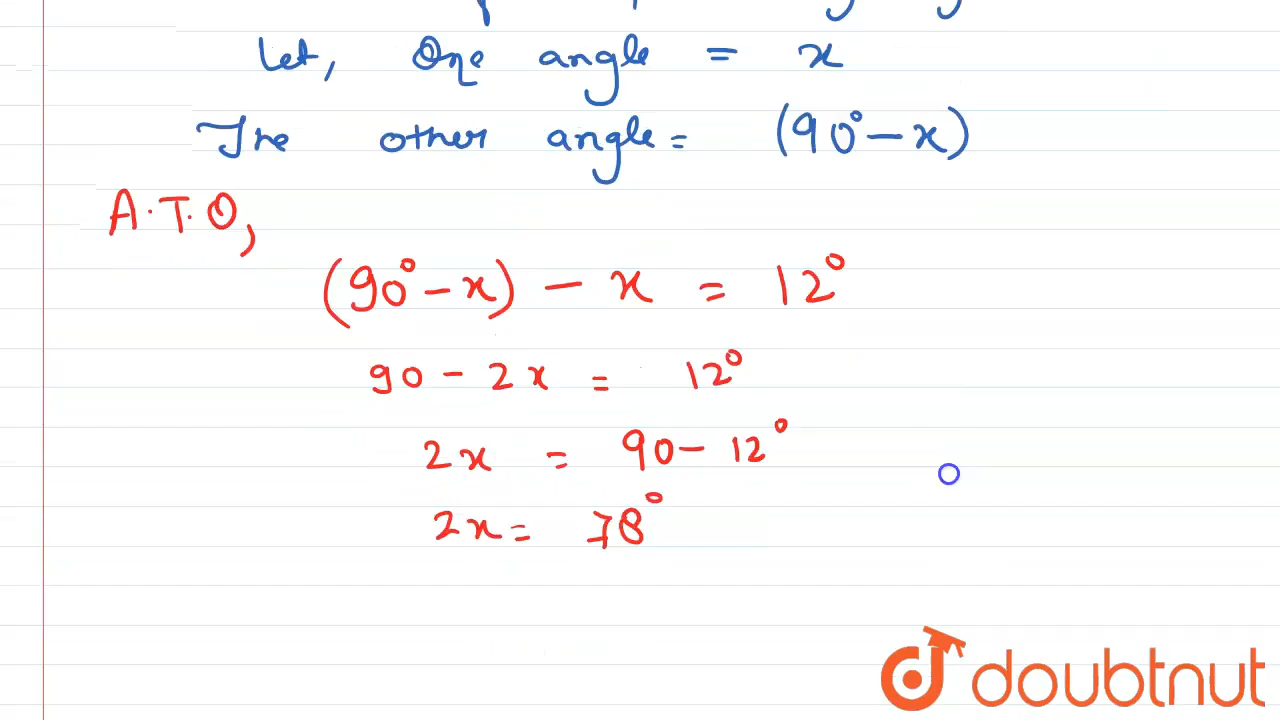 Let, One angle = x
The other angle = (90° - x)
A.T.Q,
(90° - x) - x = 12°
90 - 2x = 12°
2x = 90 - 12°
2x = 78°
doubtnut